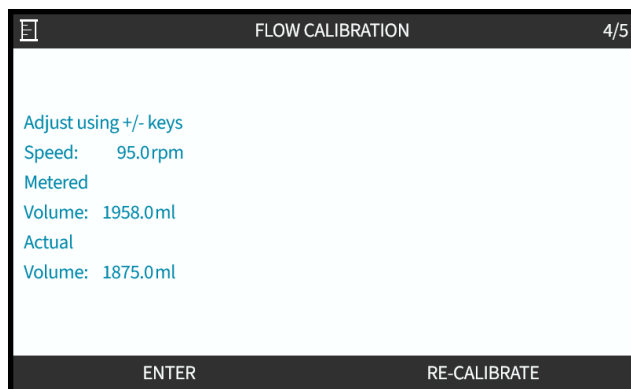 FLOW CALIBRATION 4/5
Adjust using +/- keys
Speed: 95.0rpm
Metered
Volume: 1958.0ml
Actual
Volume: 1875.0ml
ENTER RE-CALIBRATE